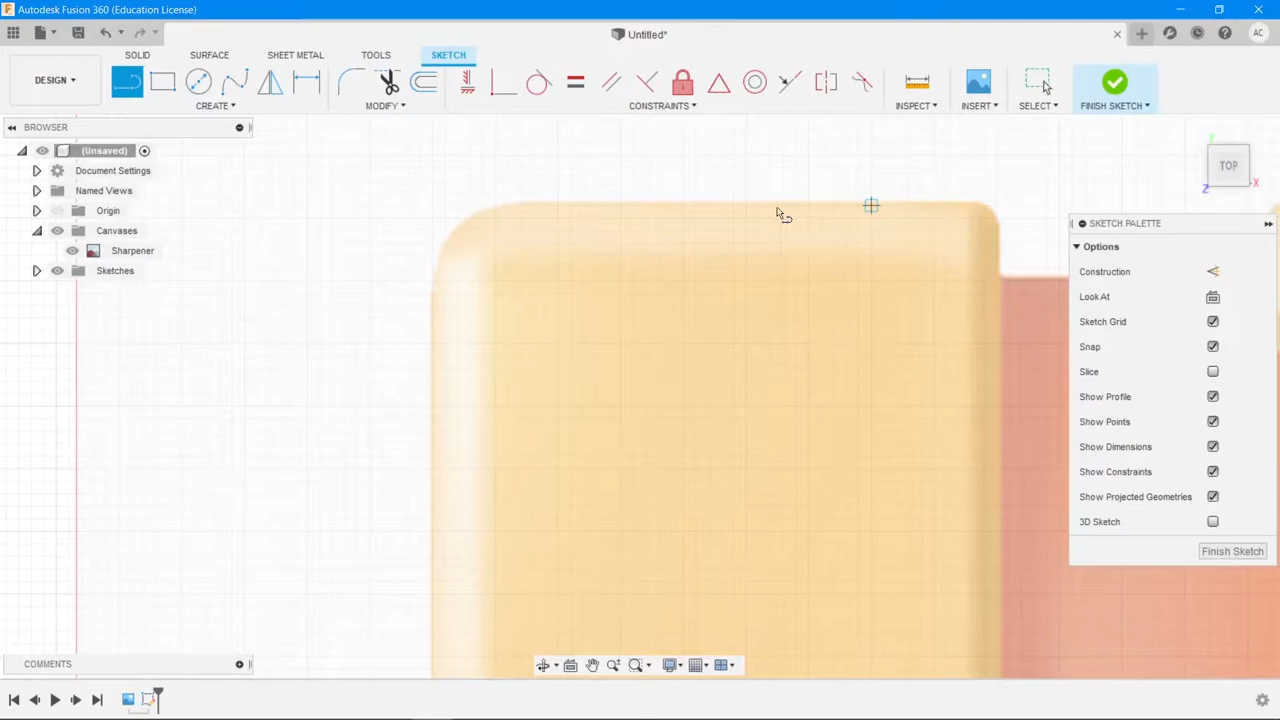 Autodesk Fusion 360 (Education License)
Untitled*
AC
DESIGN
SOLID
SURFACE
SHEET METAL
TOOLS
SKETCH
CREATE
MODIFY
CONSTRAINTS
INSPECT
INSERT
SELECT
FINISH SKETCH
BROWSER
(Unsaved)
Document Settings
Named Views
Origin
Canvases
Sharpener
Sketches
TOP
X
Y
Z
SKETCH PALETTE
Options
Construction
Look At
Sketch Grid
Snap
Slice
Show Profile
Show Points
Show Dimensions
Show Constraints
Show Projected Geometries
3D Sketch
Finish Sketch
COMMENTS